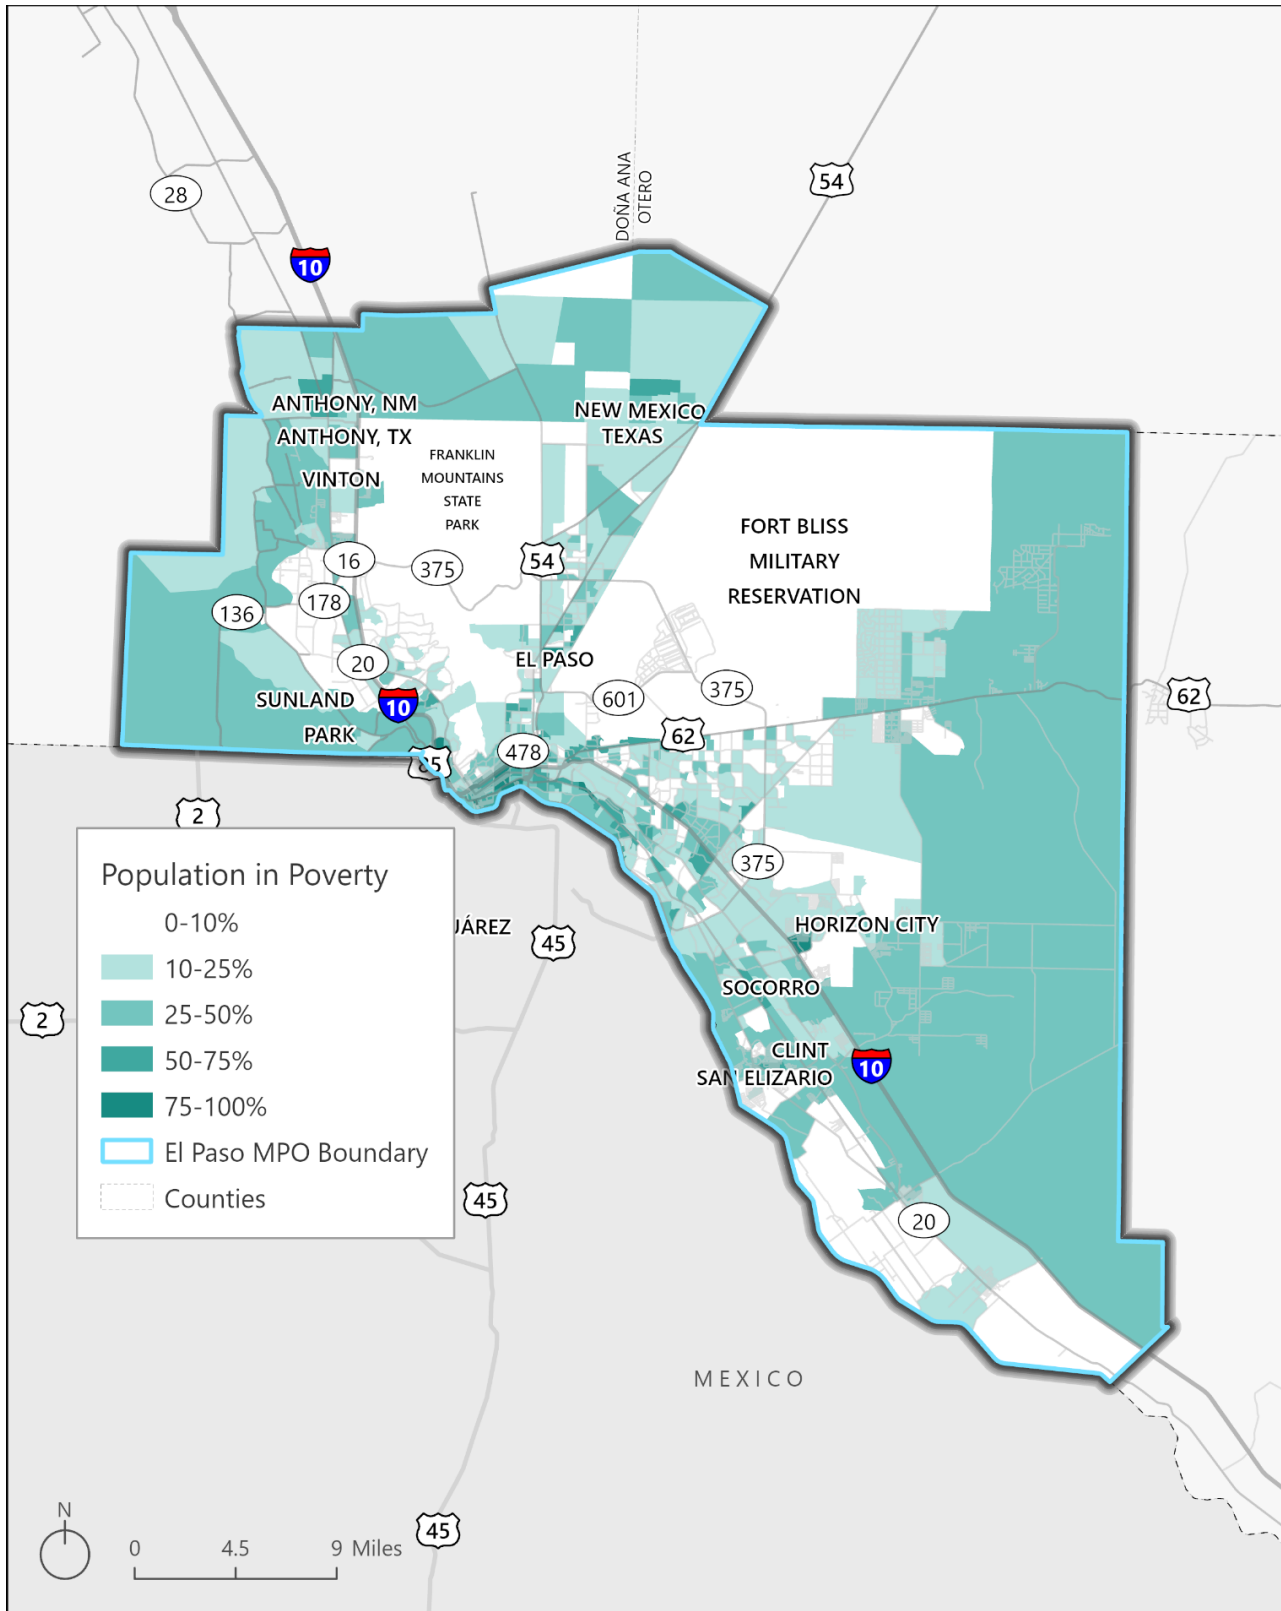 28
10
DOÑA ANA
OTERO
54
ANTHONY, NM
ANTHONY, TX
NEW MEXICO
TEXAS
VINTON
FRANKLIN
MOUNTAINS
STATE
PARK
FORT BLISS
MILITARY
RESERVATION
16
375
54
178
136
20
EL PASO
SUNLAND
PARK
10
601
375
62
62
478
85
2
375
Population in Poverty
0-10%
10-25%
25-50%
50-75%
75-100%
El Paso MPO Boundary
Counties
UÁREZ
45
HORIZON CITY
SOCORRO
2
CLINT
SAN ELIZARIO
10
45
20
MEXICO
45
N
0 4.5 9 Miles